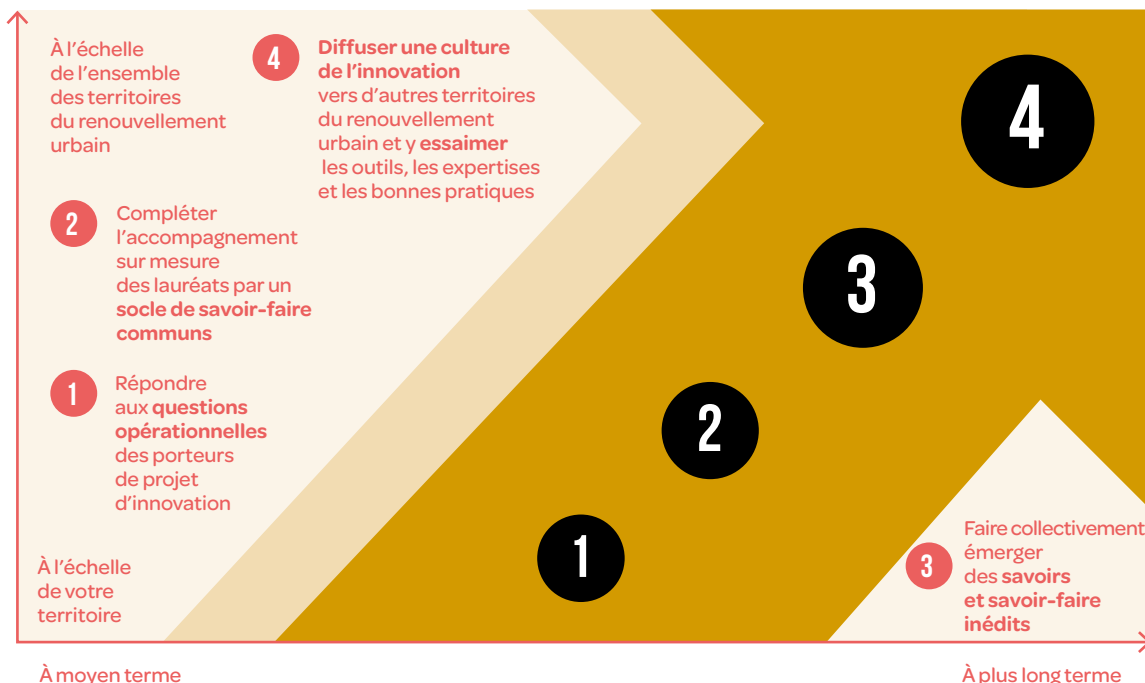 À l’échelle
de l’ensemble
des territoires
du renouvellement
urbain
4
Diffuser une culture
de l’innovation
vers d’autres territoires
du renouvellement
urbain et y essaimer
les outils, les expertises
et les bonnes pratiques
2
Compléter
l’accompagnement
sur mesure
des lauréats par un
socle de savoir-faire
communs
1
Répondre
aux questions
opérationnelles
des porteurs
de projet
d’innovation
À l’échelle
de votre
territoire
4
3
2
1
3
Faire collectivement
émerger
des savoirs
et savoir-faire
inédits
À moyen terme
À plus long terme